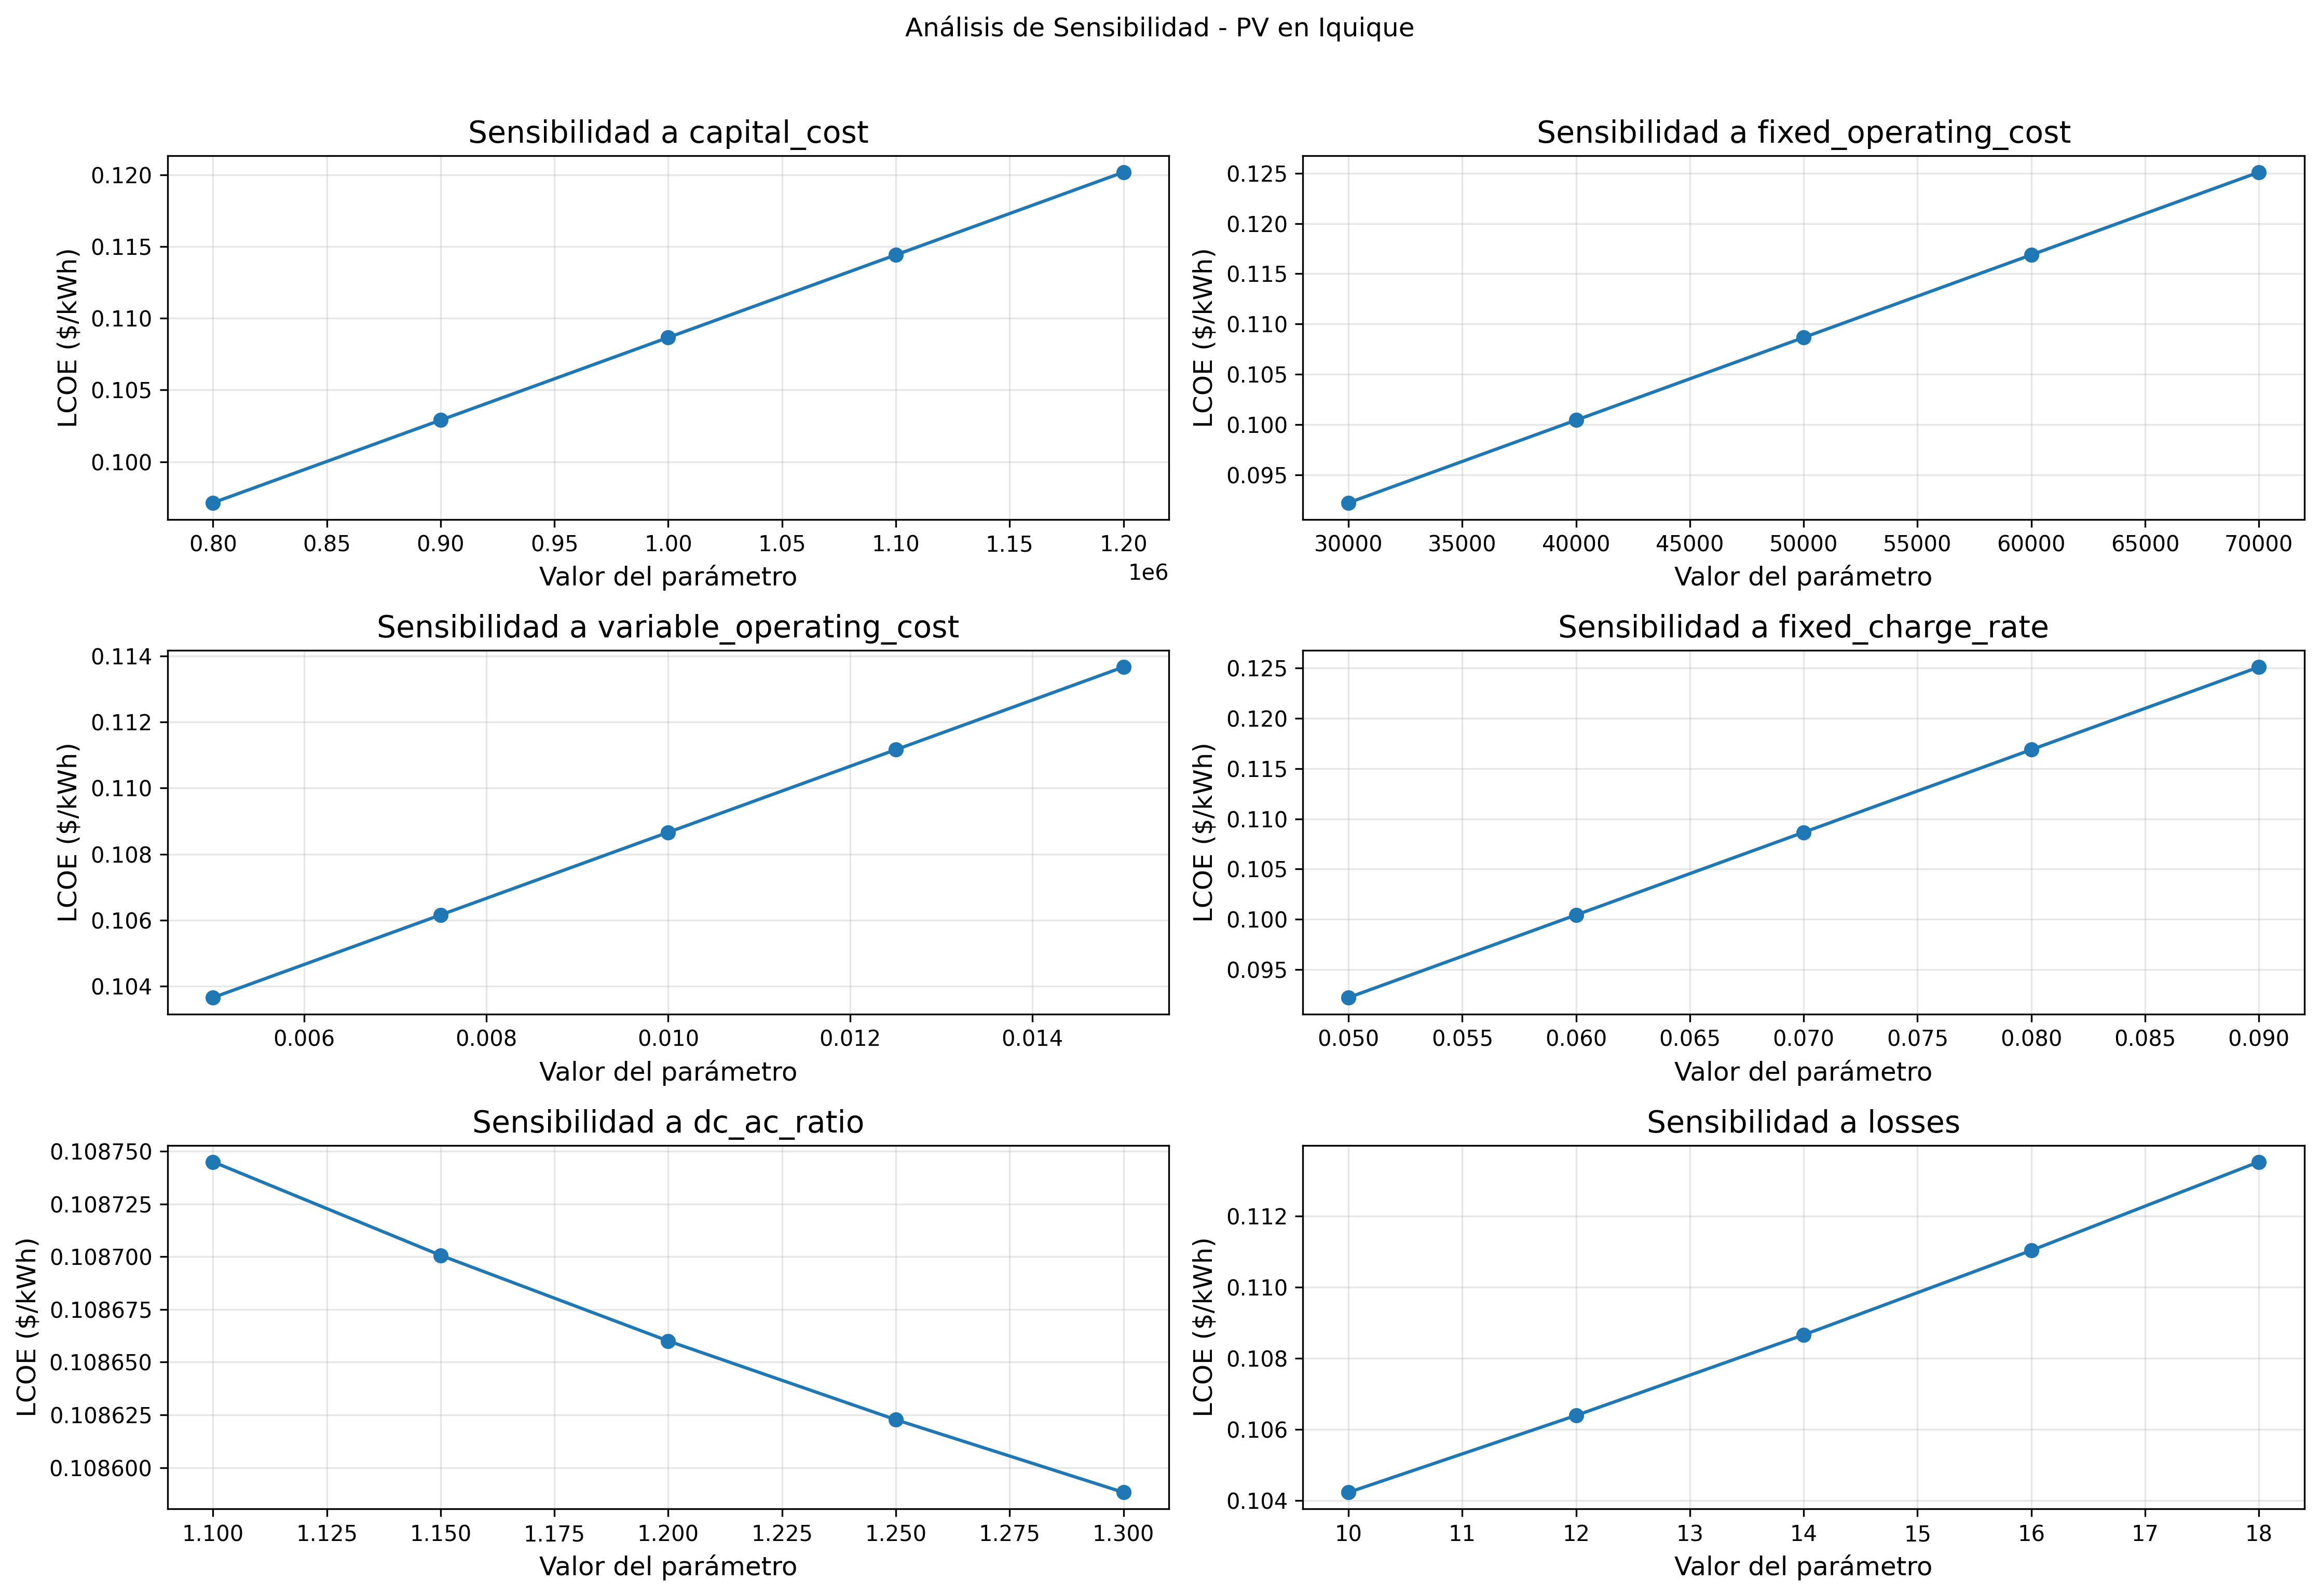 Análisis de Sensibilidad - PV en Iquique
Sensibilidad a capital_cost
LCOE ($/kWh)
0.120
0.115
0.110
0.105
0.100
0.80 0.85 0.90 0.95 1.00 1.05 1.10 1.15 1.20
1e6
Valor del parámetro
Sensibilidad a fixed_operating_cost
LCOE ($/kWh)
0.125
0.120
0.115
0.110
0.105
0.100
0.095
30000 35000 40000 45000 50000 55000 60000 65000 70000
Valor del parámetro
Sensibilidad a variable_operating_cost
LCOE ($/kWh)
0.114
0.112
0.110
0.108
0.106
0.104
0.006 0.008 0.010 0.012 0.014
Valor del parámetro
Sensibilidad a fixed_charge_rate
LCOE ($/kWh)
0.125
0.120
0.115
0.110
0.105
0.100
0.095
0.050 0.055 0.060 0.065 0.070 0.075 0.080 0.085 0.090
Valor del parámetro
Sensibilidad a dc_ac_ratio
LCOE ($/kWh)
0.108750
0.108725
0.108700
0.108675
0.108650
0.108625
0.108600
1.100 1.125 1.150 1.175 1.200 1.225 1.250 1.275 1.300
Valor del parámetro
Sensibilidad a losses
LCOE ($/kWh)
0.112
0.110
0.108
0.106
0.104
10 11 12 13 14 15 16 17 18
Valor del parámetro